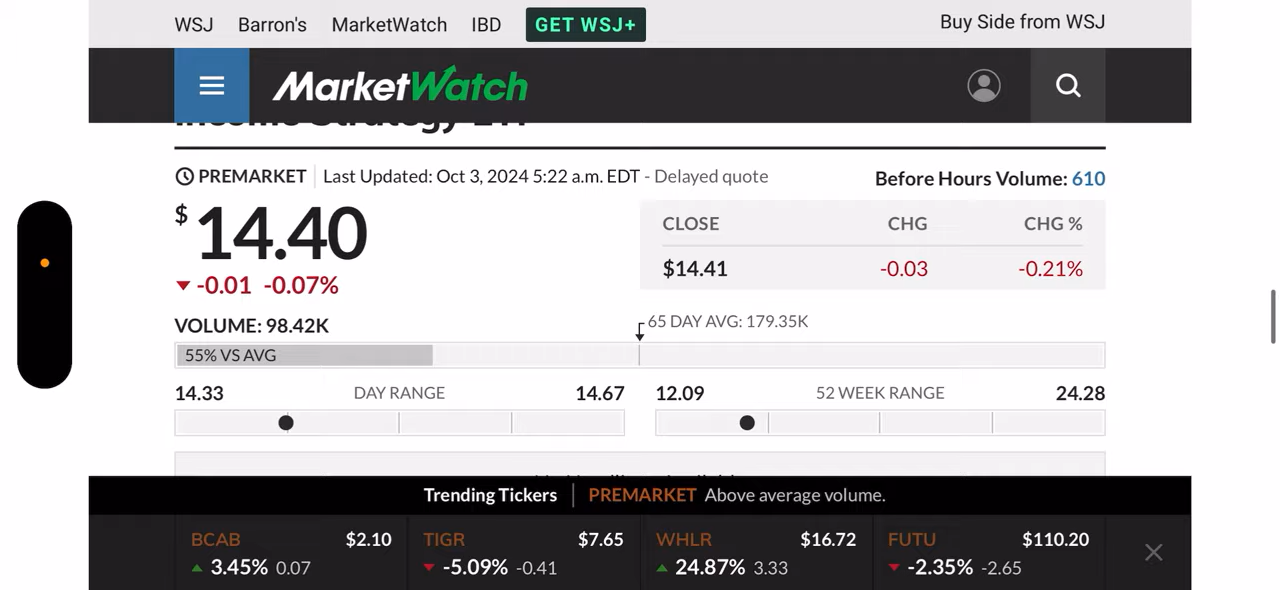 WSJ Barron's MarketWatch IBD GET WSJ+ Buy Side from WSJ
MarketWatch
Income Strategy ETF
PREMARKET Last Updated: Oct 3, 2024 5:22 a.m. EDT - Delayed quote Before Hours Volume: 610
$14.40
-0.01 -0.07%
CLOSE CHG CHG %
$14.41 -0.03 -0.21%
VOLUME: 98.42K 65 DAY AVG: 179.35K
55% VS AVG
14.33 DAY RANGE 14.67 12.09 52 WEEK RANGE 24.28
Trending Tickers PREMARKET Above average volume.
BCAB $2.10 TIGR $7.65 WHLR $16.72 FUTU $110.20
3.45% 0.07 -5.09% -0.41 24.87% 3.33 -2.35% -2.65